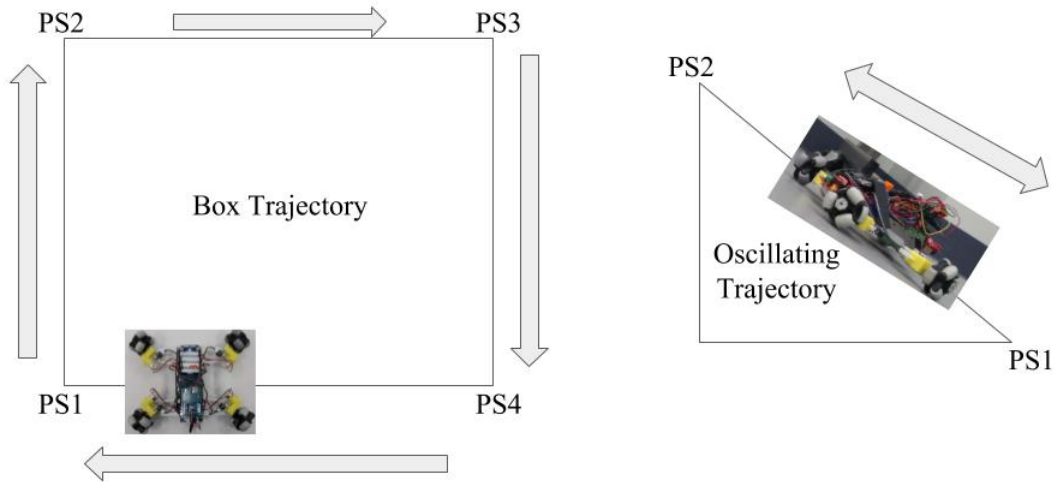 PS2
PS3
Box Trajectory
PS1
PS4
PS2
Oscillating
Trajectory
PS1